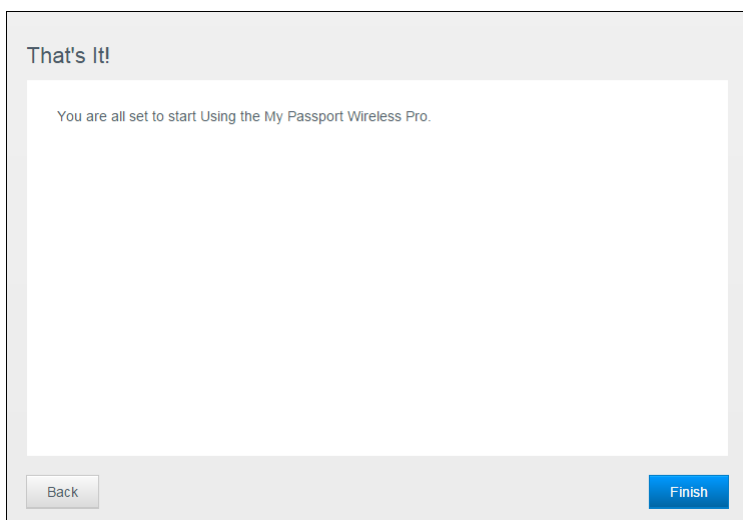 That's It!
You are all set to start Using the My Passport Wireless Pro.
Back
Finish